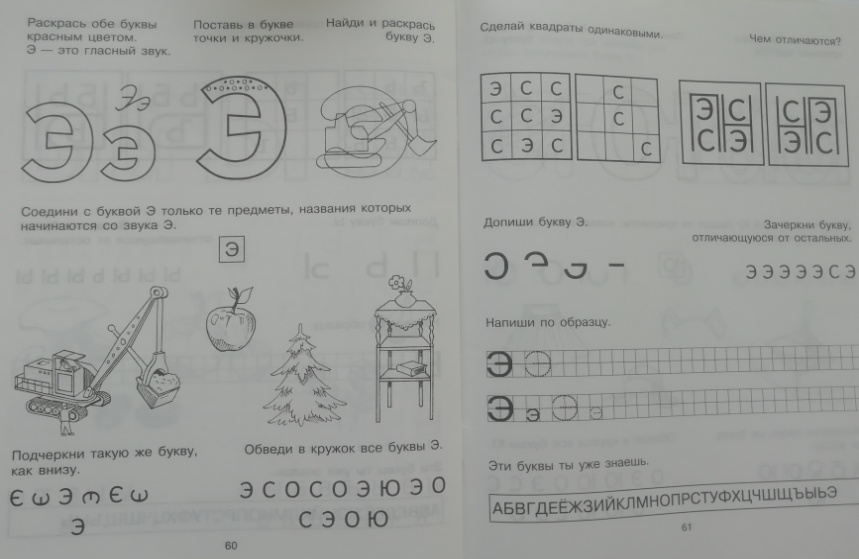 Раскрась обе буквы
красным цветом.
Э — это гласный звук.
Поставь в букве
точки и кружочки.
Найди и раскрась
букву Э.
Э Э Э э
Э
Соедини с буквой Э только те предметы, названия которых
начинаются со звука Э.
Э
Подчеркни такую же букву,
как внизу.
Э
Обведи в кружок все буквы Э.
Э С О С О Э Ю Э О
С Э О Ю
60
Сделай квадраты одинаковыми.
Э С С
С С Э
С Э С
С
С
С
Чем отличаются?
Э С
С Э
С Э
Э С
Допиши букву Э.
Зачеркни букву,
отличающуюся от остальных.
Э Э Э Э Э С Э
Напиши по образцу.
Э Э
Э э Э э
Эти буквы ты уже знаешь.
АБВГДЕЁЖЗИЙКЛМНОПРСТУФХЦЧШЩЪЫЬЭ
61